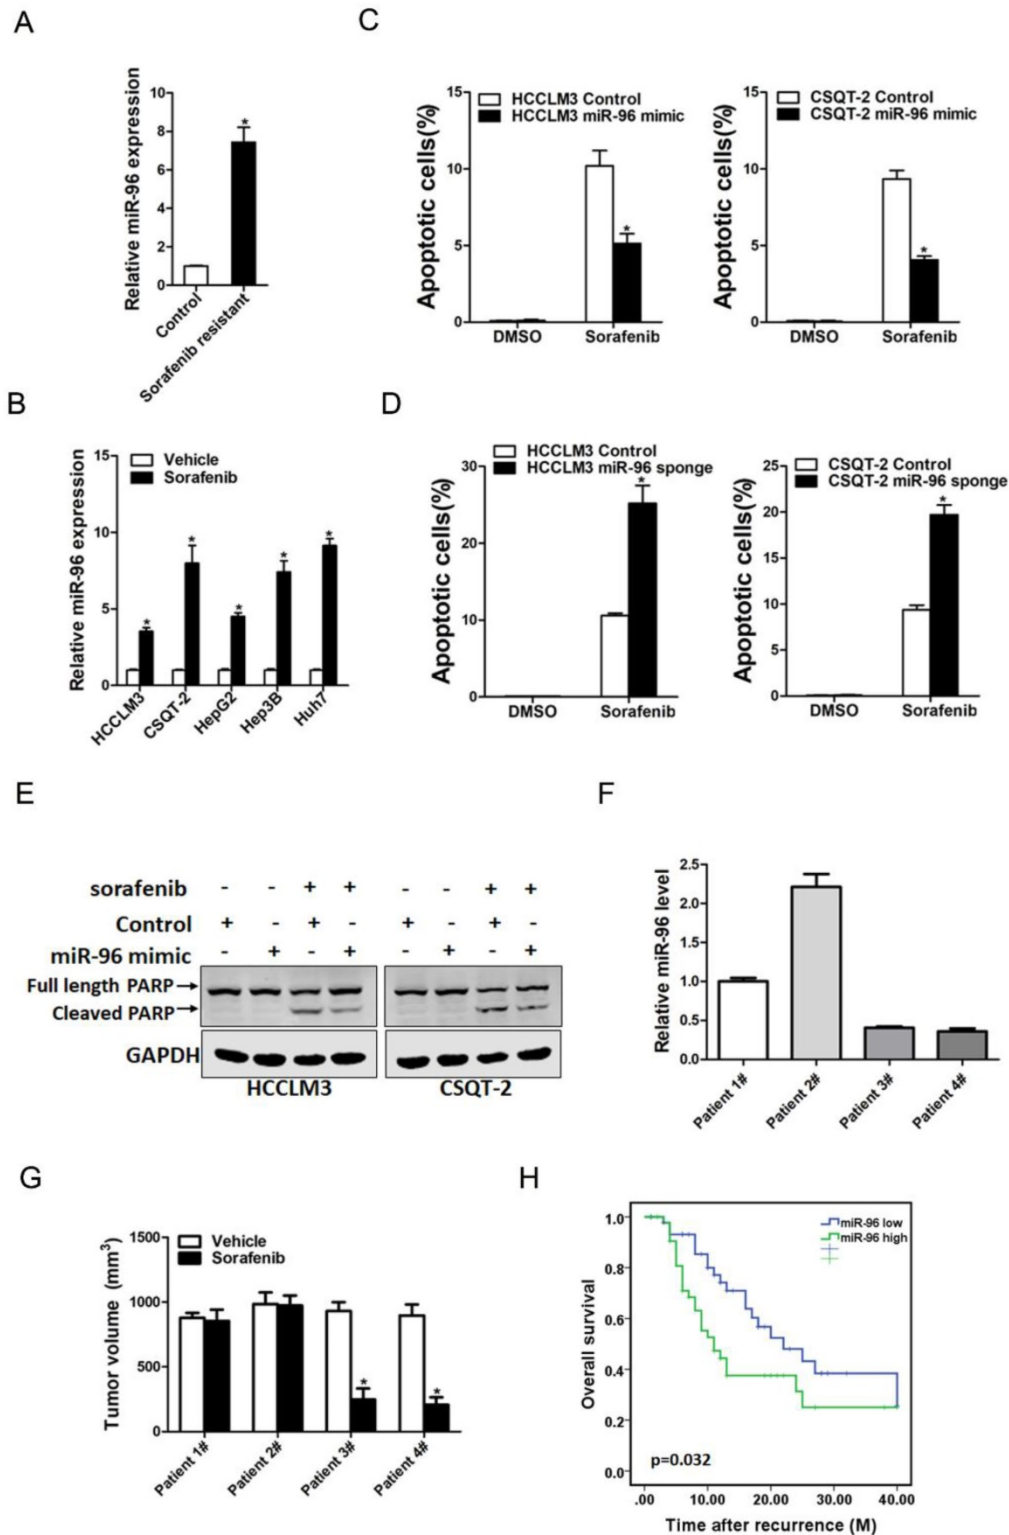 A
Relative miR-96 expression
10
8
6
4
2
0
*
Control
Sorafenib resistant
C
Apoptotic cells(%)
15
10
5
0
HCCLM3 Control
HCCLM3 miR-96 mimic
*
DMSO
Sorafenib
Apoptotic cells(%)
15
10
5
0
CSQT-2 Control
CSQT-2 miR-96 mimic
*
DMSO
Sorafenib
B
Relative miR-96 expression
15
10
5
0
Vehicle
Sorafenib
* * * * *
HCCLM3
CSQT-2
HepG2
Hep3B
Huh7
D
Apoptotic cells(%)
30
20
10
0
HCCLM3 Control
HCCLM3 miR-96 sponge
*
DMSO
Sorafenib
Apoptotic cells(%)
25
20
15
10
5
0
CSQT-2 Control
CSQT-2 miR-96 sponge
*
DMSO
Sorafenib
E
sorafenib - - + + - - + +
Control + - + - + - + -
miR-96 mimic - + - + - + - +
Full length PARP
Cleaved PARP
GAPDH
HCCLM3
CSQT-2
F
Relative miR-96 level
2.5
2.0
1.5
1.0
0.5
0.0
Patient 1#
Patient 2#
Patient 3#
Patient 4#
G
Tumor volume (mm³)
1500
1000
500
0
Vehicle
Sorafenib
* *
Patient 1#
Patient 2#
Patient 3#
Patient 4#
H
Overall survival
1.0
0.8
0.6
0.4
0.2
0.0
miR-96 low
miR-96 high
p=0.032
.00 10.00 20.00 30.00 40.00
Time after recurrence (M)